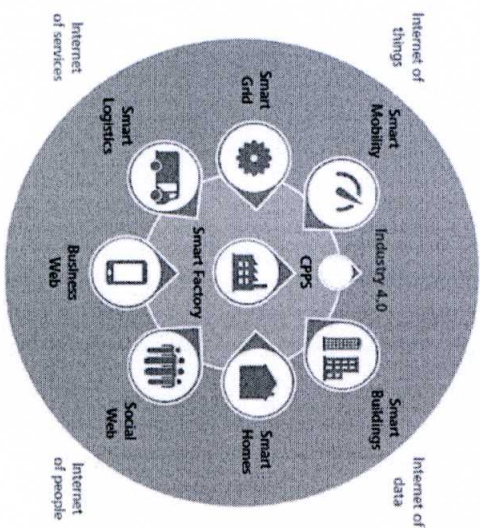 Internet of
things
Internet of
data
Smart
Mobility
Industry 4.0
Smart
Buildings
Smart
Grid
CPPS
Smart
Homes
Smart Factory
Smart
Logistics
Business
Web
Social
Web
Internet
of services
Internet
of people